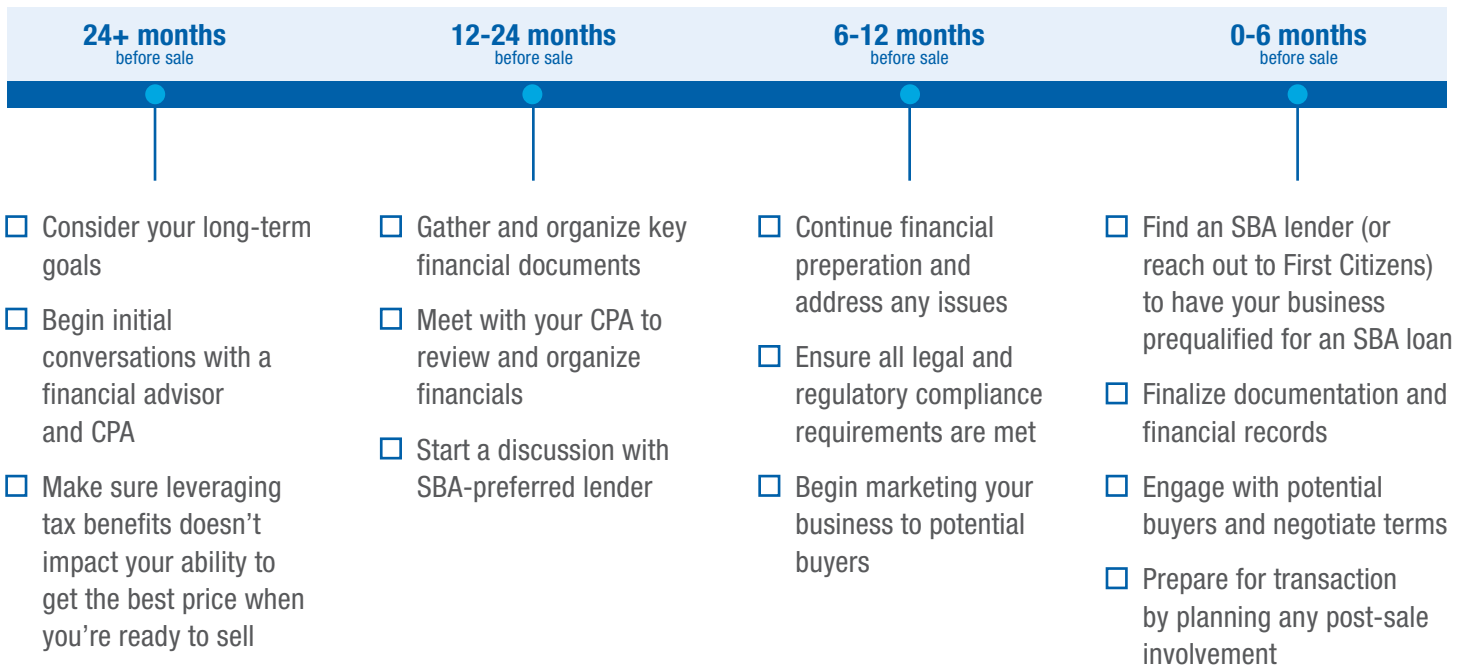 24+ months
before sale
12-24 months
before sale
6-12 months
before sale
0-6 months
before sale
Consider your long-term
goals
Begin initial
conversations with a
financial advisor
and CPA
Make sure leveraging
tax benefits doesn’t
impact your ability to
get the best price when
you’re ready to sell
Gather and organize key
financial documents
Meet with your CPA to
review and organize
financials
Start a discussion with
SBA-preferred lender
Continue financial
preperation and
address any issues
Ensure all legal and
regulatory compliance
requirements are met
Begin marketing your
business to potential
buyers
Find an SBA lender (or
reach out to First Citizens)
to have your business
prequalified for an SBA loan
Finalize documentation and
financial records
Engage with potential
buyers and negotiate terms
Prepare for transaction
by planning any post-sale
involvement